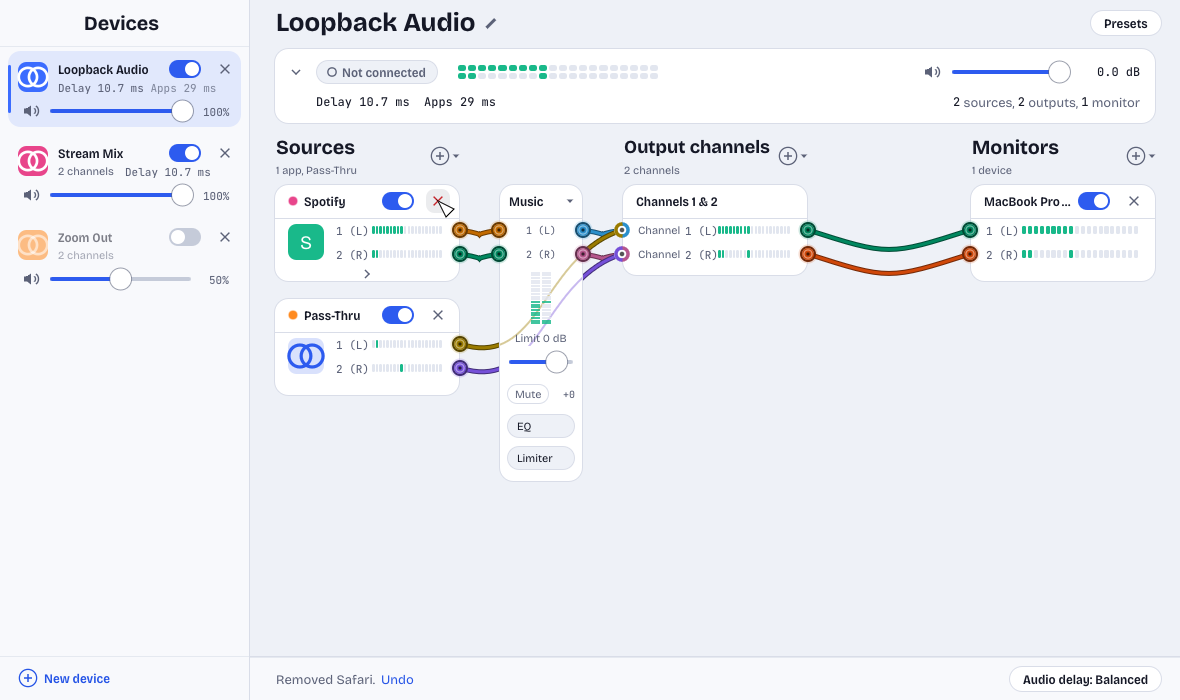 Devices
Loopback Audio
Delay 10.7 ms Apps 29 ms
100%
Stream Mix
2 channels Delay 10.7 ms
100%
Zoom Out
2 channels
50%
New device
Loopback Audio
Presets
Not connected
0.0 dB
Delay 10.7 ms Apps 29 ms
2 sources, 2 outputs, 1 monitor
Sources
1 app, Pass-Thru
Output channels
2 channels
Monitors
1 device
Spotify
S
1 (L)
2 (R)
Pass-Thru
1 (L)
2 (R)
Music
1 (L)
2 (R)
Limit 0 dB
Mute +0
EQ
Limiter
Channels 1 & 2
Channel 1 (L)
Channel 2 (R)
MacBook Pro...
1 (L)
2 (R)
Removed Safari. Undo
Audio delay: Balanced